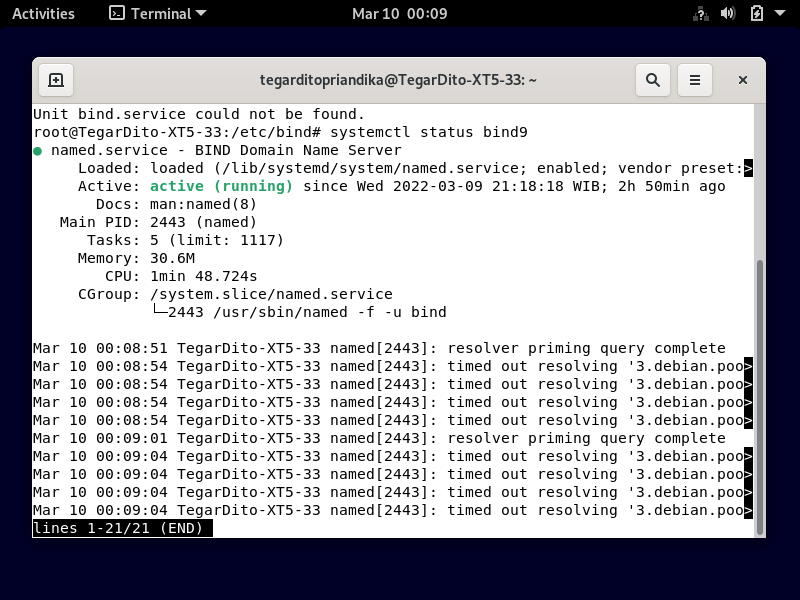 Activities Terminal Mar 10 00:09
tegarditopriandika@TegarDito-XT5-33: ~
Unit bind.service could not be found.
root@TegarDito-XT5-33:/etc/bind# systemctl status bind9
● named.service - BIND Domain Name Server
Loaded: loaded (/lib/systemd/system/named.service; enabled; vendor preset:>
Active: active (running) since Wed 2022-03-09 21:18:18 WIB; 2h 50min ago
Docs: man:named(8)
Main PID: 2443 (named)
Tasks: 5 (limit: 1117)
Memory: 30.6M
CPU: 1min 48.724s
CGroup: /system.slice/named.service
└─2443 /usr/sbin/named -f -u bind
Mar 10 00:08:51 TegarDito-XT5-33 named[2443]: resolver priming query complete
Mar 10 00:08:54 TegarDito-XT5-33 named[2443]: timed out resolving '3.debian.poo>
Mar 10 00:08:54 TegarDito-XT5-33 named[2443]: timed out resolving '3.debian.poo>
Mar 10 00:08:54 TegarDito-XT5-33 named[2443]: timed out resolving '3.debian.poo>
Mar 10 00:08:54 TegarDito-XT5-33 named[2443]: timed out resolving '3.debian.poo>
Mar 10 00:09:01 TegarDito-XT5-33 named[2443]: resolver priming query complete
Mar 10 00:09:04 TegarDito-XT5-33 named[2443]: timed out resolving '3.debian.poo>
Mar 10 00:09:04 TegarDito-XT5-33 named[2443]: timed out resolving '3.debian.poo>
Mar 10 00:09:04 TegarDito-XT5-33 named[2443]: timed out resolving '3.debian.poo>
Mar 10 00:09:04 TegarDito-XT5-33 named[2443]: timed out resolving '3.debian.poo>
lines 1-21/21 (END)